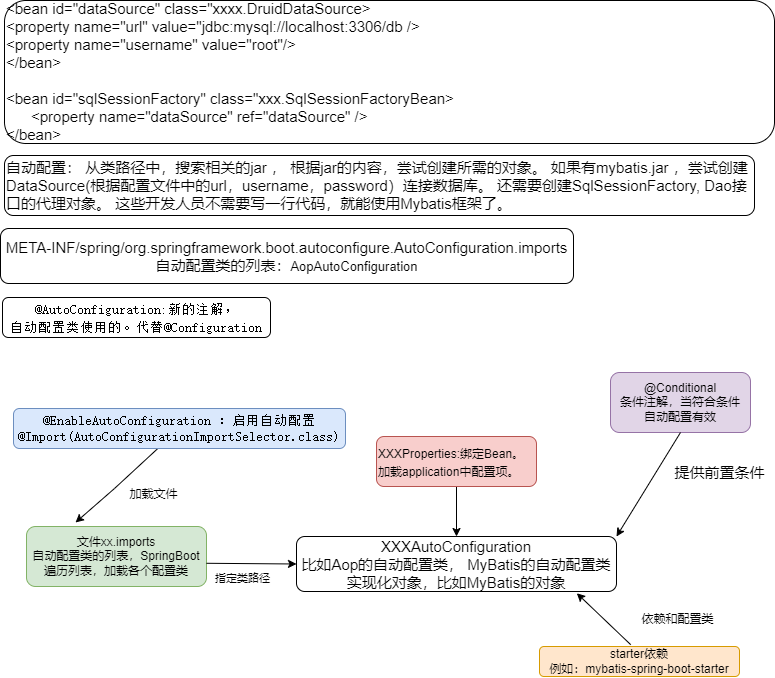 <bean id="dataSource" class="xxxx.DruidDataSource>
<property name="url" value="jdbc:mysql://localhost:3306/db />
<property name="username" value="root"/>
</bean>
<bean id="sqlSessionFactory" class="xxx.SqlSessionFactoryBean>
<property name="dataSource" ref="dataSource" />
</bean>
自动配置： 从类路径中，搜索相关的jar ， 根据jar的内容，尝试创建所需的对象。 如果有mybatis.jar ，尝试创建
DataSource(根据配置文件中的url，username，password）连接数据库。 还需要创建SqlSessionFactory, Dao接
口的代理对象。 这些开发人员不需要写一行代码，就能使用Mybatis框架了。
META-INF/spring/org.springframework.boot.autoconfigure.AutoConfiguration.imports
自动配置类的列表：AopAutoConfiguration
@AutoConfiguration:新的注解，
自动配置类使用的。代替@Configuration
@Conditional
条件注解，当符合条件
自动配置有效
@EnableAutoConfiguration : 启用自动配置
@Import(AutoConfigurationImportSelector.class)
XXXProperties:绑定Bean。
加载application中配置项。
提供前置条件
加载文件
文件xx.imports
自动配置类的列表，SpringBoot
遍历列表，加载各个配置类
指定类路径
XXXAutoConfiguration
比如Aop的自动配置类， MyBatis的自动配置类
实现化对象，比如MyBatis的对象
依赖和配置类
starter依赖
例如：mybatis-spring-boot-starter